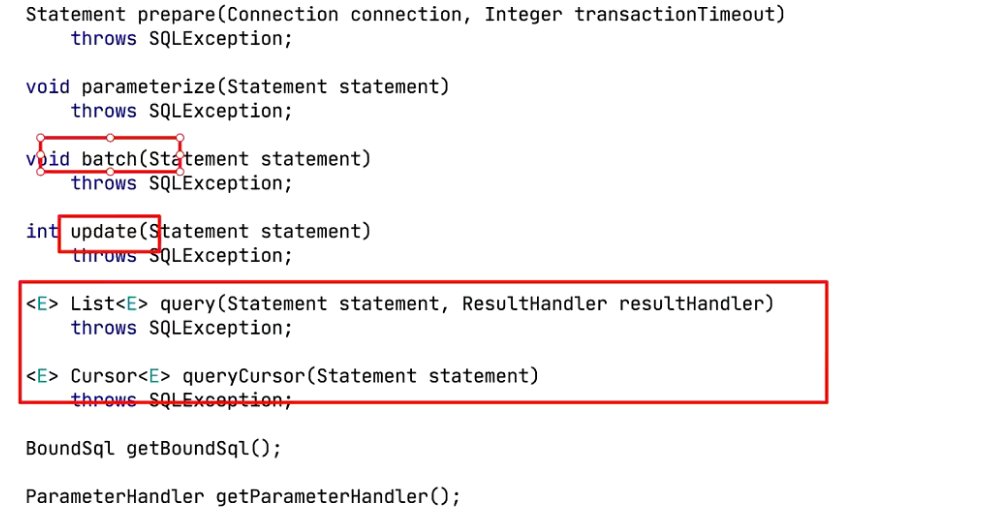 Statement prepare(Connection connection, Integer transactionTimeout)
throws SQLException;
void parameterize(Statement statement)
throws SQLException;
void batch(Statement statement)
throws SQLException;
int update(Statement statement)
throws SQLException;
<E> List<E> query(Statement statement, ResultHandler resultHandler)
throws SQLException;
<E> Cursor<E> queryCursor(Statement statement)
throws SQLException;
BoundSql getBoundSql();
ParameterHandler getParameterHandler();